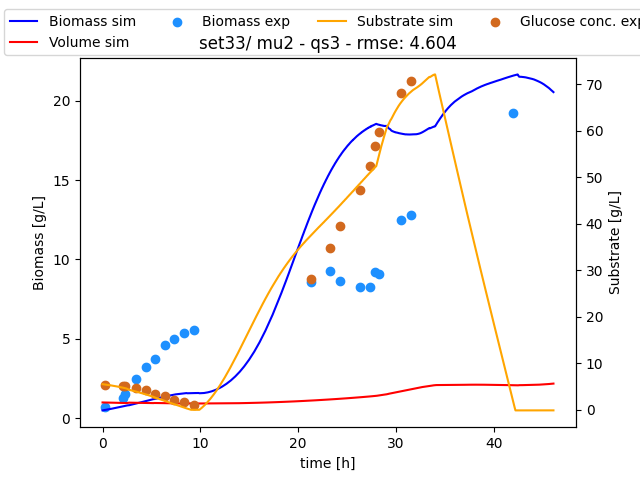 Biomass sim Biomass exp Substrate sim Glucose conc. exp
Volume sim
set33/ mu2 - qs3 - rmse: 4.604
Biomass [g/L]
20
15
10
5
0
70
60
50
40
30
20
10
0
Substrate [g/L]
0 10 20 30 40
time [h]